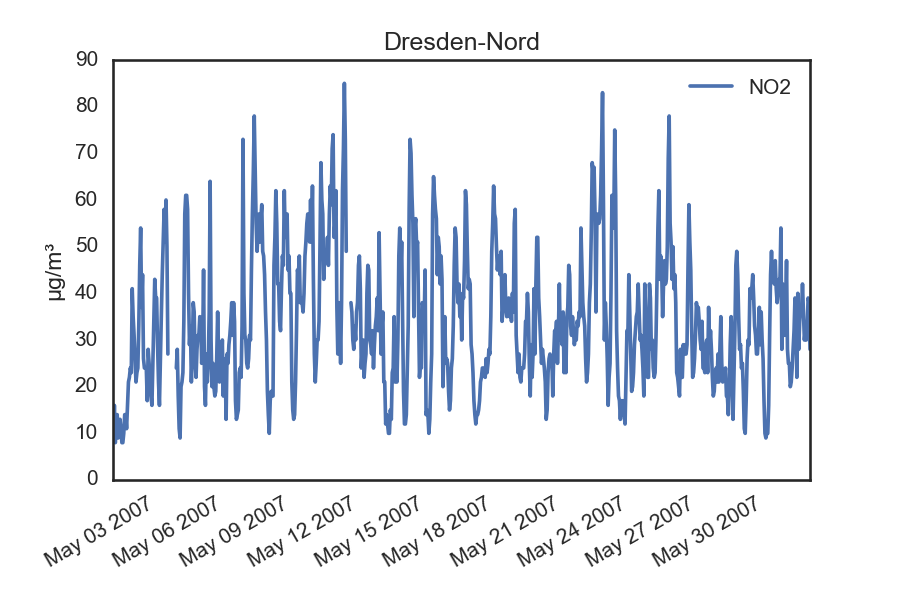 Dresden-Nord
NO2
µg/m³
90
80
70
60
50
40
30
20
10
0
May 03 2007
May 06 2007
May 09 2007
May 12 2007
May 15 2007
May 18 2007
May 21 2007
May 24 2007
May 27 2007
May 30 2007